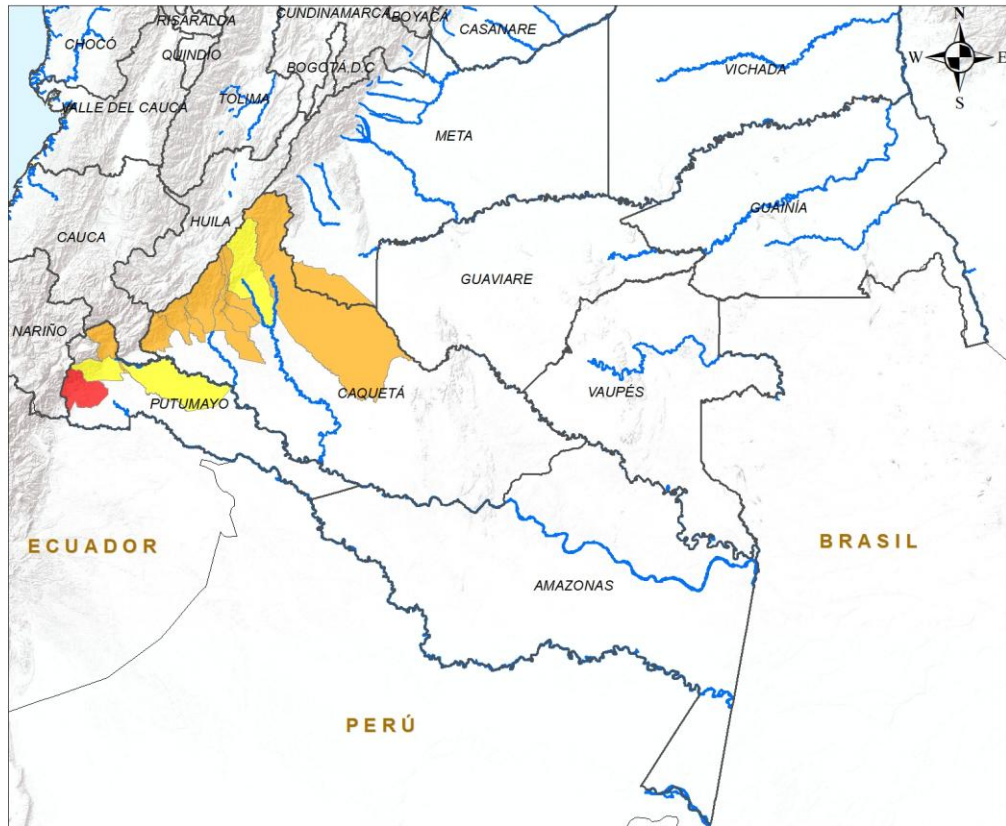 CUNDINAMARCA
BOYACÁ
RISARALDA
CASANARE
N
CHOCÓ
QUINDÍO
BOGOTÁ D.C
W
E
VICHADA
TOLIMA
VALLE DEL CAUCA
S
META
HUILA
GUAINÍA
CAUCA
GUAVIARE
NARIÑO
CAQUETÁ
VAUPÉS
PUTUMAYO
ECUADOR
BRASIL
AMAZONAS
PERÚ